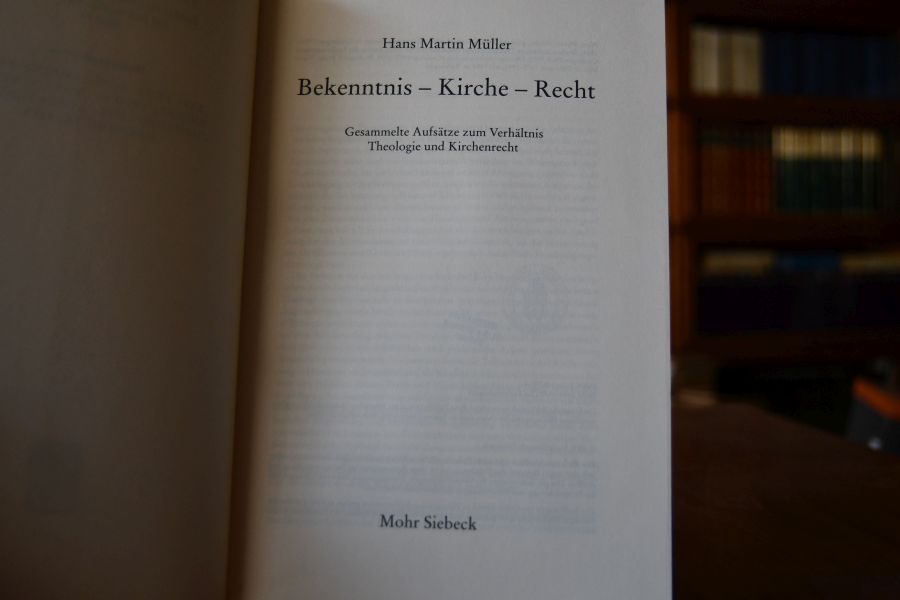 Hans Martin Müller
Bekenntnis – Kirche – Recht
Gesammelte Aufsätze zum Verhältnis
Theologie und Kirchenrecht
Mohr Siebeck